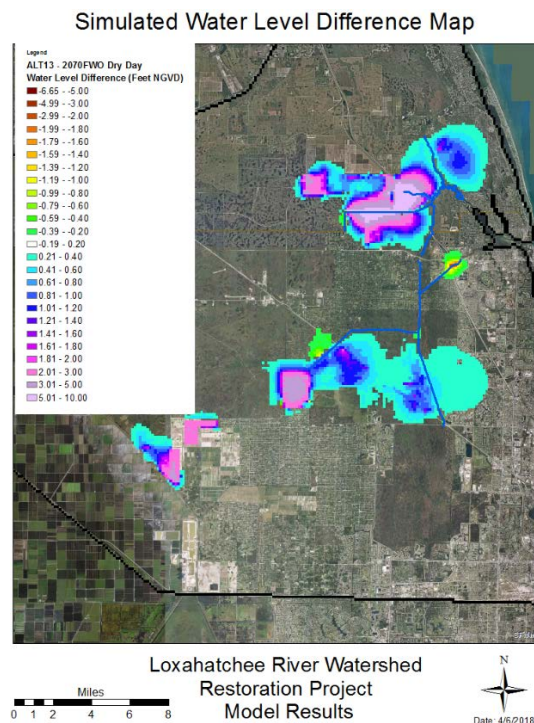 Simulated Water Level Difference Map
Legend
ALT13 - 2070FWO Dry Day
Water Level Difference (Feet NGVD)
-6.65 - -5.00
-4.99 - -3.00
-2.99 - -2.00
-1.99 - -1.80
-1.79 - -1.60
-1.59 - -1.40
-1.39 - -1.20
-1.19 - -1.00
-0.99 - -0.80
-0.79 - -0.60
-0.59 - -0.40
-0.39 - -0.20
-0.19 - 0.20
0.21 - 0.40
0.41 - 0.60
0.61 - 0.80
0.81 - 1.00
1.01 - 1.20
1.21 - 1.40
1.41 - 1.60
1.61 - 1.80
1.81 - 2.00
2.01 - 3.00
3.01 - 5.00
5.01 - 10.00
Loxahatchee River Watershed
Restoration Project
Model Results
Miles
0 1 2 4 6 8
N
Date: 4/6/2018